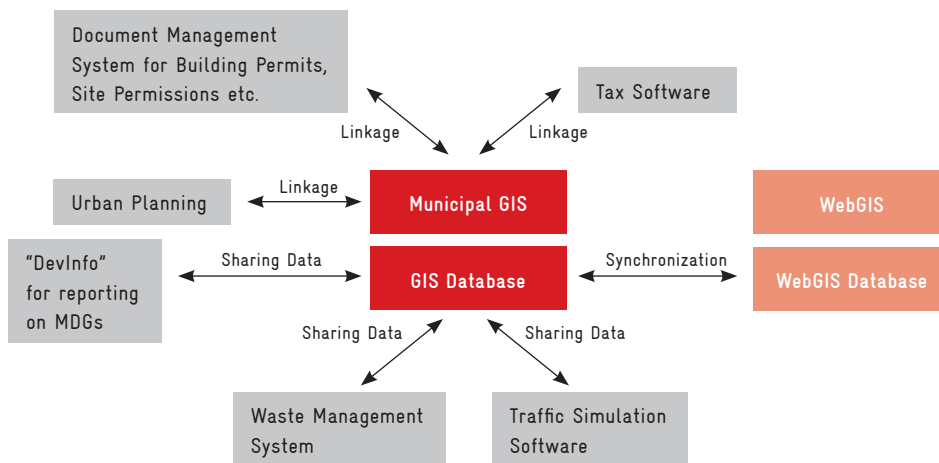 Document Management
System for Building Permits,
Site Permissions etc.
Tax Software
Linkage
Linkage
Urban Planning
Linkage
Municipal GIS
WebGIS
"DevInfo"
for reporting
on MDGs
Sharing Data
GIS Database
Synchronization
WebGIS Database
Sharing Data
Sharing Data
Waste Management
System
Traffic Simulation
Software